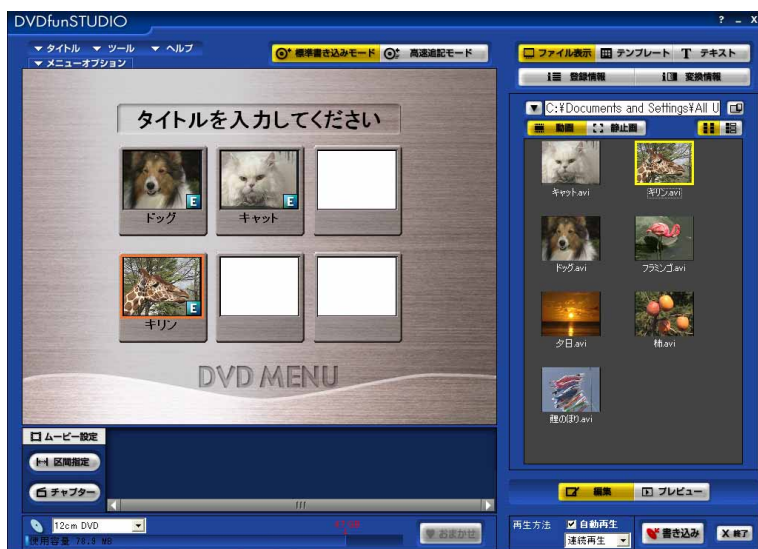 DVDfunSTUDIO
? _ X
タイトル ツール ヘルプ
メニューオプション
標準書き込みモード 高速追記モード
ファイル表示 テンプレート T テキスト
登録情報 変換情報
C:¥Documents and Settings¥All U
動画 静止画
タイトルを入力してください
E
ドッグ
E
キャット
E
キリン
DVD MENU
キャット.avi キリン.avi
ドッグ.avi フラミンゴ.avi
夕日.avi 柿.avi
鯉のぼり.avi
ムービー設定
区間指定
チャプター
編集 プレビュー
12cm DVD
おまかせ
再生方法 自動再生
連続再生
書き込み X 終了